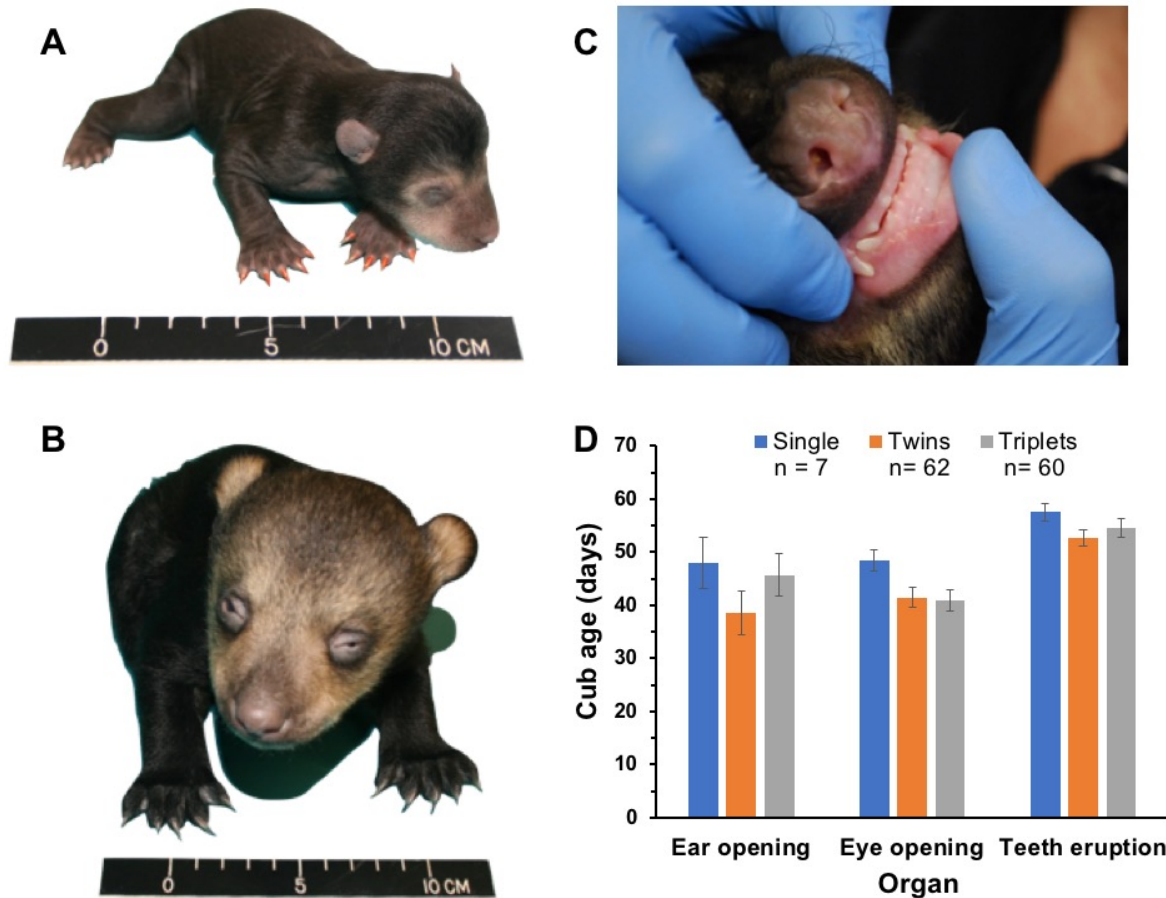 A
0 5 10 CM
B
0 5 10 CM
C
D
Single Twins Triplets
n = 7 n= 62 n= 60
70
60
50
40
30
20
10
0
Cub age (days)
Ear opening Eye opening Teeth eruption
Organ